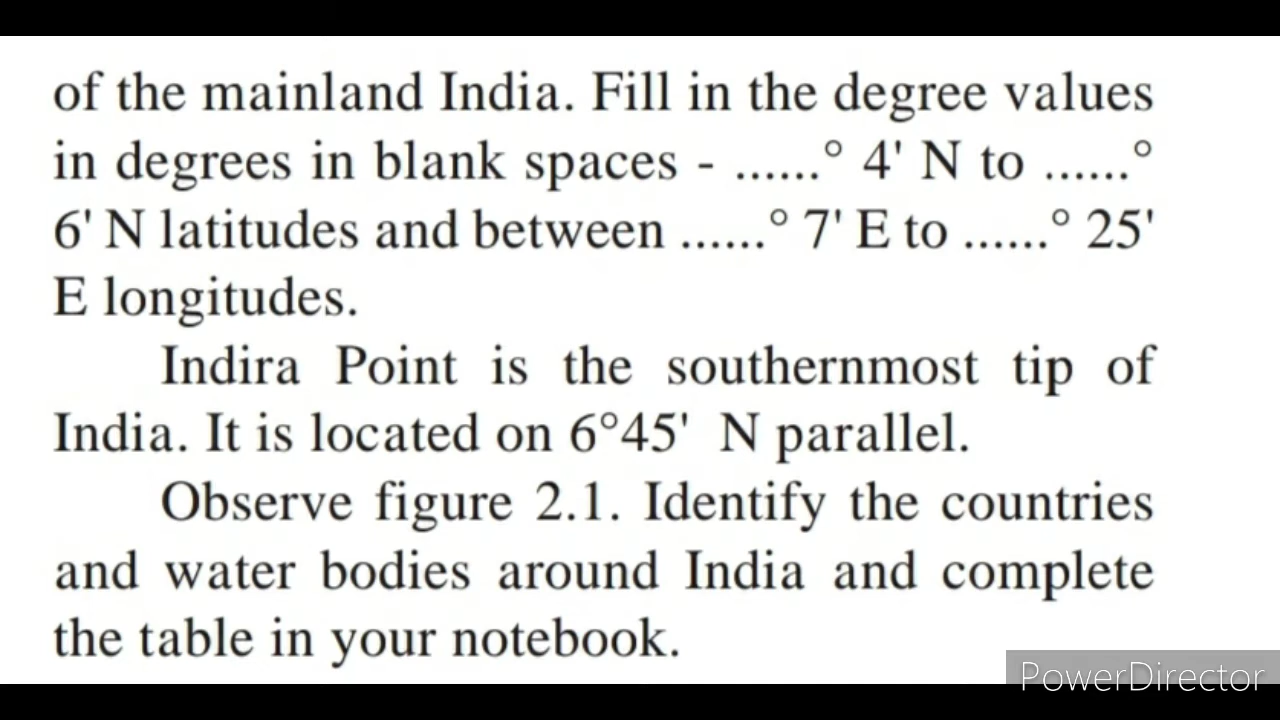 of the mainland India. Fill in the degree values
in degrees in blank spaces - ......° 4' N to ......°
6' N latitudes and between ......° 7' E to ......° 25'
E longitudes.
Indira Point is the southernmost tip of
India. It is located on 6°45' N parallel.
Observe figure 2.1. Identify the countries
and water bodies around India and complete
the table in your notebook.
PowerDirector